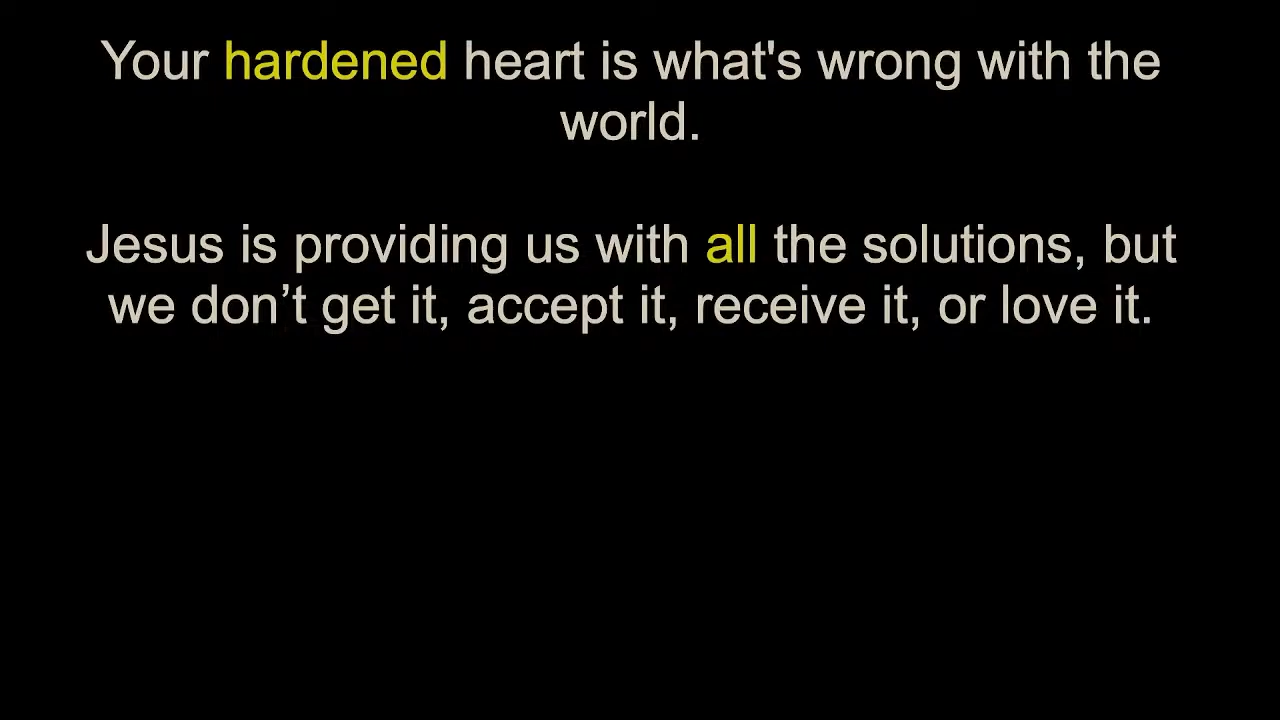 Your hardened heart is what's wrong with the
world.
Jesus is providing us with all the solutions, but
we don’t get it, accept it, receive it, or love it.